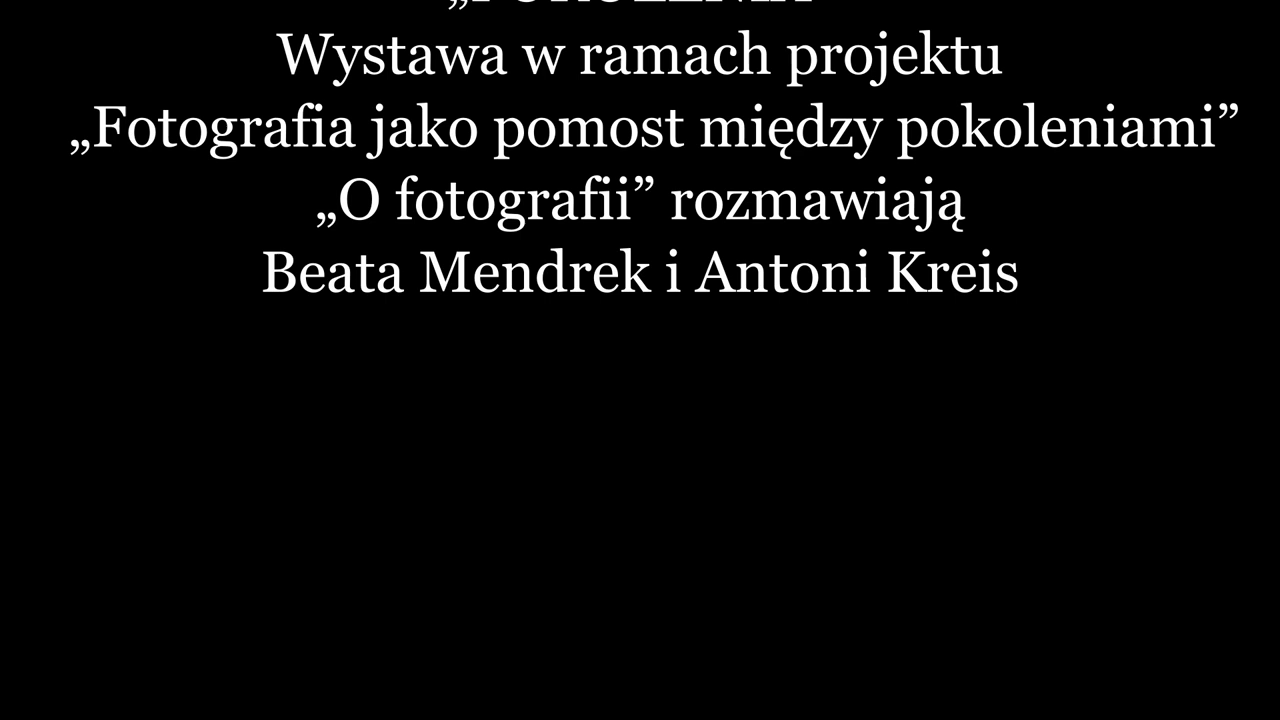 Wystawa w ramach projektu
„Fotografia jako pomost między pokoleniami”
„O fotografii” rozmawiają
Beata Mendrek i Antoni Kreis